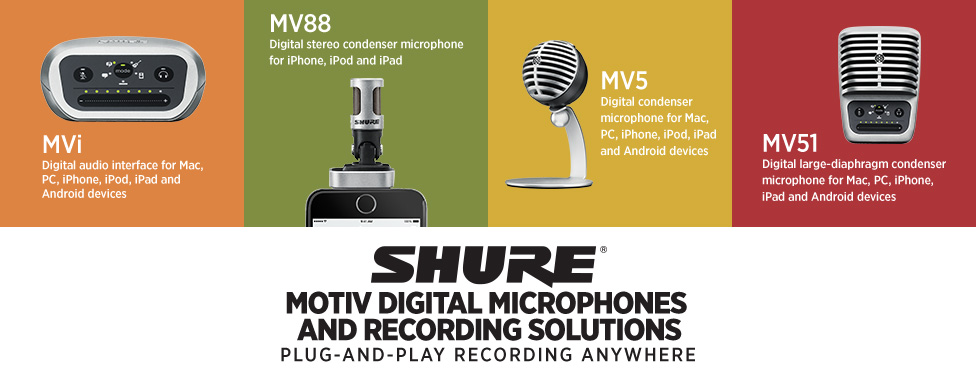 MVi
Digital audio interface for Mac,
PC, iPhone, iPod, iPad and
Android devices
mode
MV88
Digital stereo condenser microphone
for iPhone, iPod and iPad
SHURE
MV5
Digital condenser
microphone for Mac,
PC, iPhone, iPod, iPad
and Android devices
MV51
Digital large-diaphragm condenser
microphone for Mac, PC, iPhone,
iPad and Android devices
SHURE®
MOTIV DIGITAL MICROPHONES
AND RECORDING SOLUTIONS
PLUG-AND-PLAY RECORDING ANYWHERE